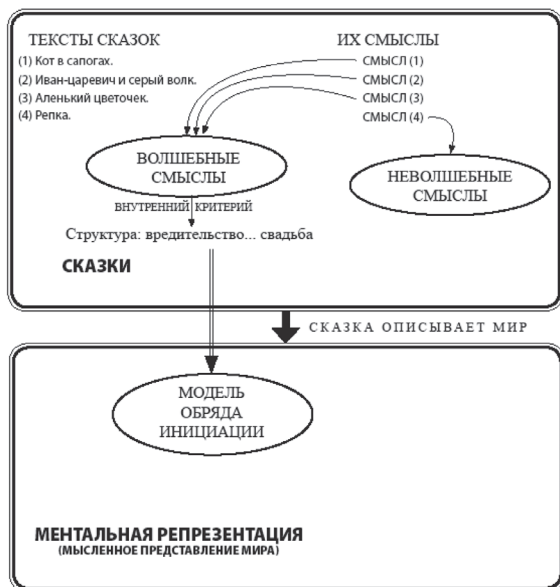 ТЕКСТЫ СКАЗОК
(1) Кот в сапогах.
(2) Иван-царевич и серый волк.
(3) Аленький цветочек.
(4) Репка.
ИХ СМЫСЛЫ
СМЫСЛ (1)
СМЫСЛ (2)
СМЫСЛ (3)
СМЫСЛ (4)
ВОЛШЕБНЫЕ
СМЫСЛЫ
НЕВОЛШЕБНЫЕ
СМЫСЛЫ
ВНУТРЕННИЙ КРИТЕРИЙ
Структура: вредительство... свадьба
СКАЗКИ
СКАЗКА ОПИСЫВАЕТ МИР
МОДЕЛЬ
ОБРЯДА
ИНИЦИАЦИИ
МЕНТАЛЬНАЯ РЕПРЕЗЕНТАЦИЯ
(МЫСЛЕННОЕ ПРЕДСТАВЛЕНИЕ МИРА)